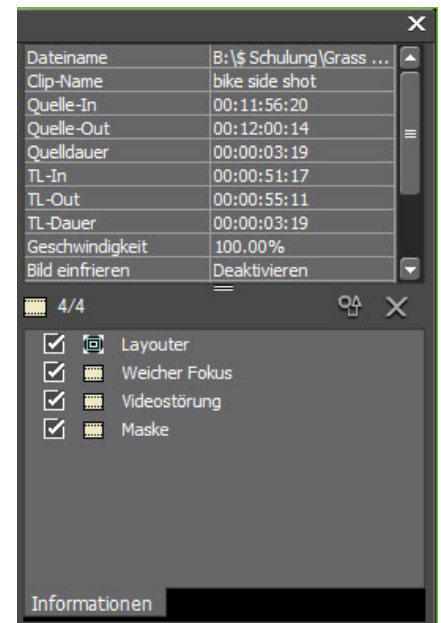 Dateiname B:\$ Schulung\Grass ...
Clip-Name bike side shot
Quelle-In 00:11:56:20
Quelle-Out 00:12:00:14
Quelldauer 00:00:03:19
TL-In 00:00:51:17
TL-Out 00:00:55:11
TL-Dauer 00:00:03:19
Geschwindigkeit 100.00%
Bild einfrieren Deaktivieren
4/4
Layouter
Weicher Fokus
Videostörung
Maske
Informationen